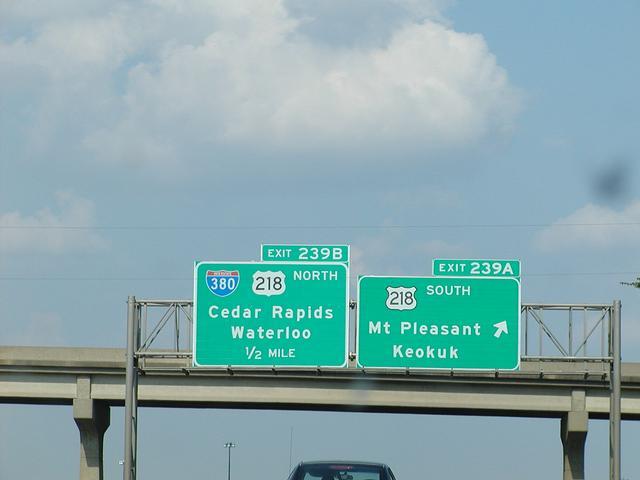 EXIT 239B
380 218 NORTH
Cedar Rapids
Waterloo
1/2 MILE
EXIT 239A
218 SOUTH
Mt Pleasant
Keokuk